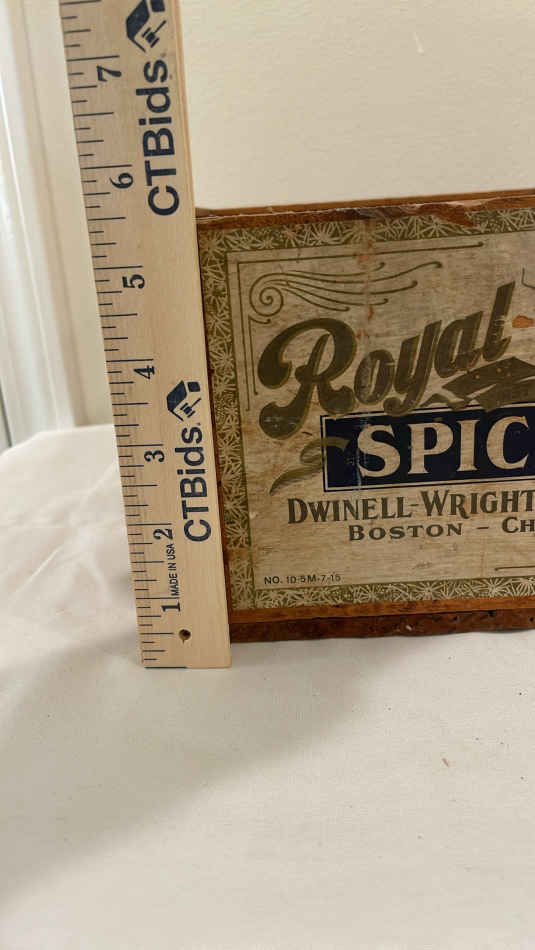 7
CTBids.
6
5
4
CTBids.
3
2
MADE IN USA
1
Royal
SPIC
DWINELL-WRIGHT
BOSTON – CH
NO. 10-5M-7-15